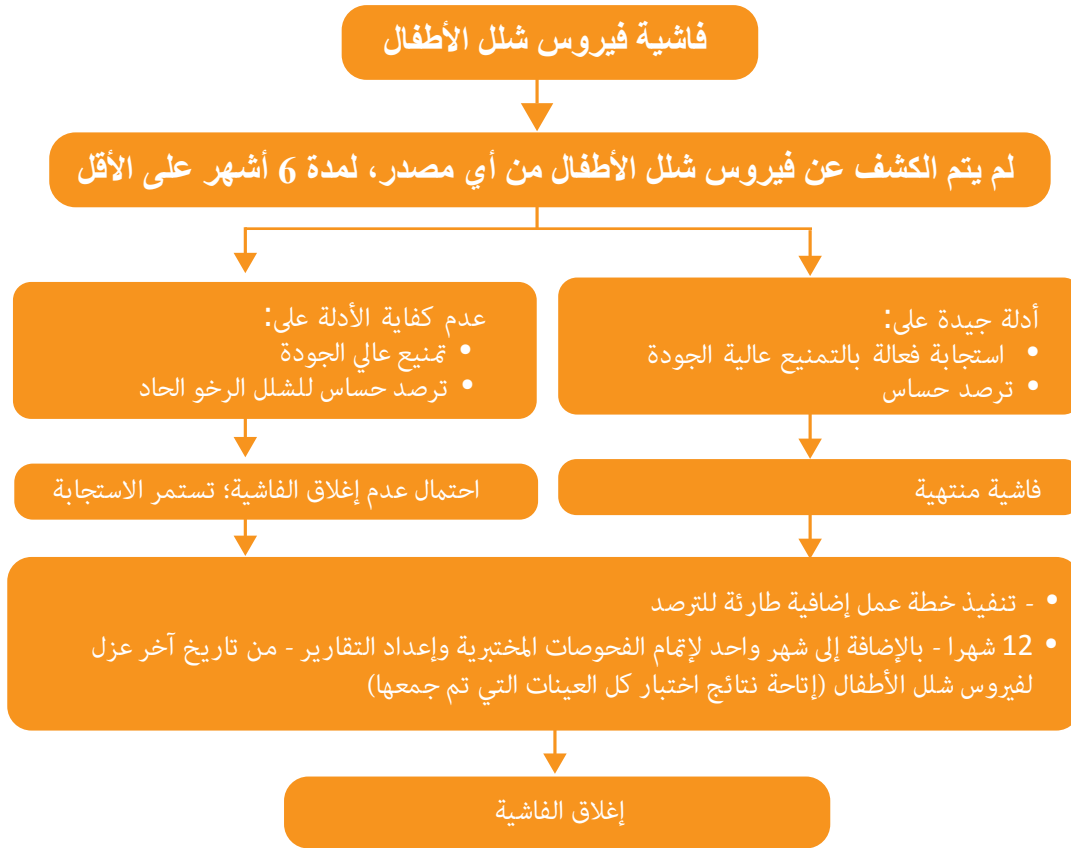 فاشية فيروس شلل الأطفال
لم يتم الكشف عن فيروس شلل الأطفال من أي مصدر، لمدة 6 أشهر على الأقل
أدلة جيدة على:
• استجابة فعالة بالتمنيع عالية الجودة
• ترصد حساس
عدم كفاية الأدلة على:
• تمنيع عالي الجودة
• ترصد حساس للشلل الرخو الحاد
فاشية منتهية
احتمال عدم إغلاق الفاشية؛ تستمر الاستجابة
• - تنفيذ خطة عمل إضافية طارئة للترصد
• 12 شهرا - بالإضافة إلى شهر واحد لإتمام الفحوصات المختبرية وإعداد التقارير - من تاريخ آخر عزل
لفيروس شلل الأطفال (إتاحة نتائج اختبار كل العينات التي تم جمعها)
إغلاق الفاشية